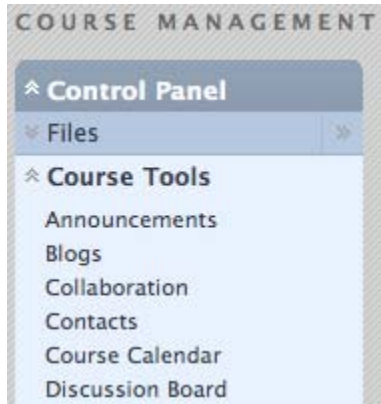 COURSE MANAGEMENT
Control Panel
Files
Course Tools
Announcements
Blogs
Collaboration
Contacts
Course Calendar
Discussion Board